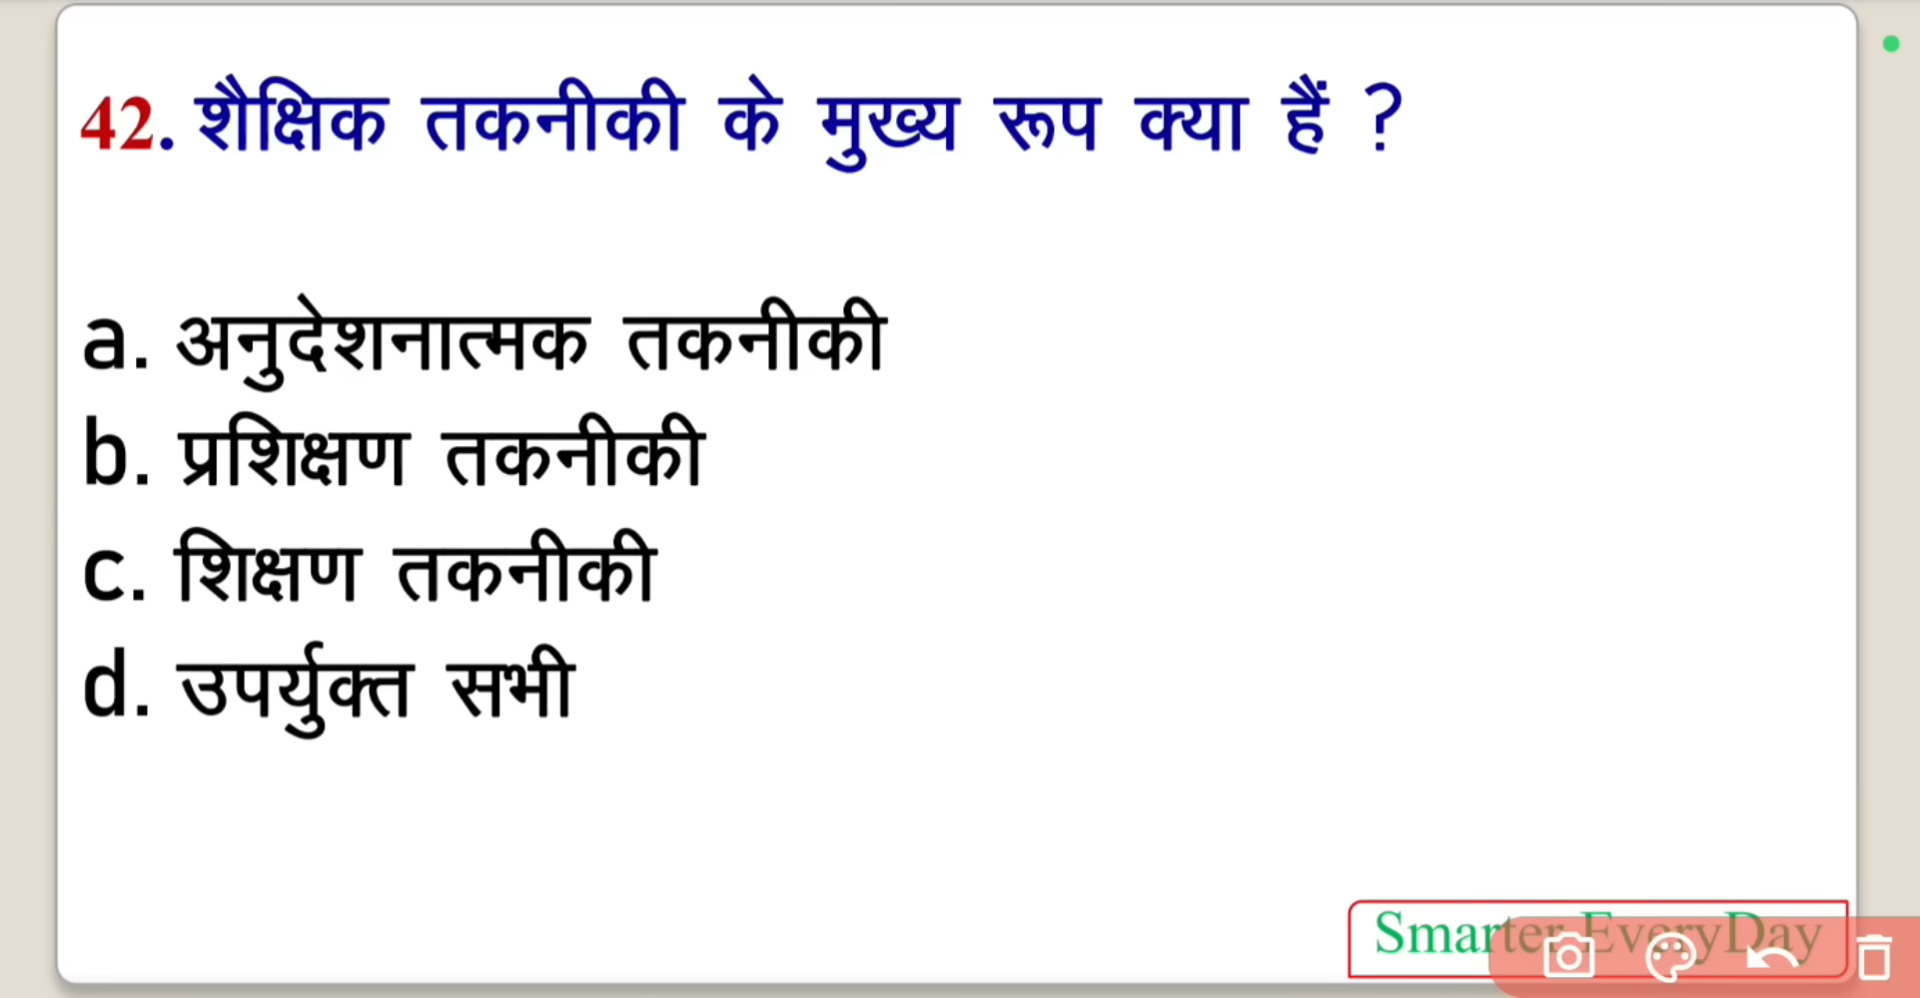 42. शैक्षिक तकनीकी के मुख्य रूप क्या हैं ?
a. अनुदेशनात्मक तकनीकी
b. प्रशिक्षण तकनीकी
c. शिक्षण तकनीकी
d. उपर्युक्त सभी
Smarter EveryDay